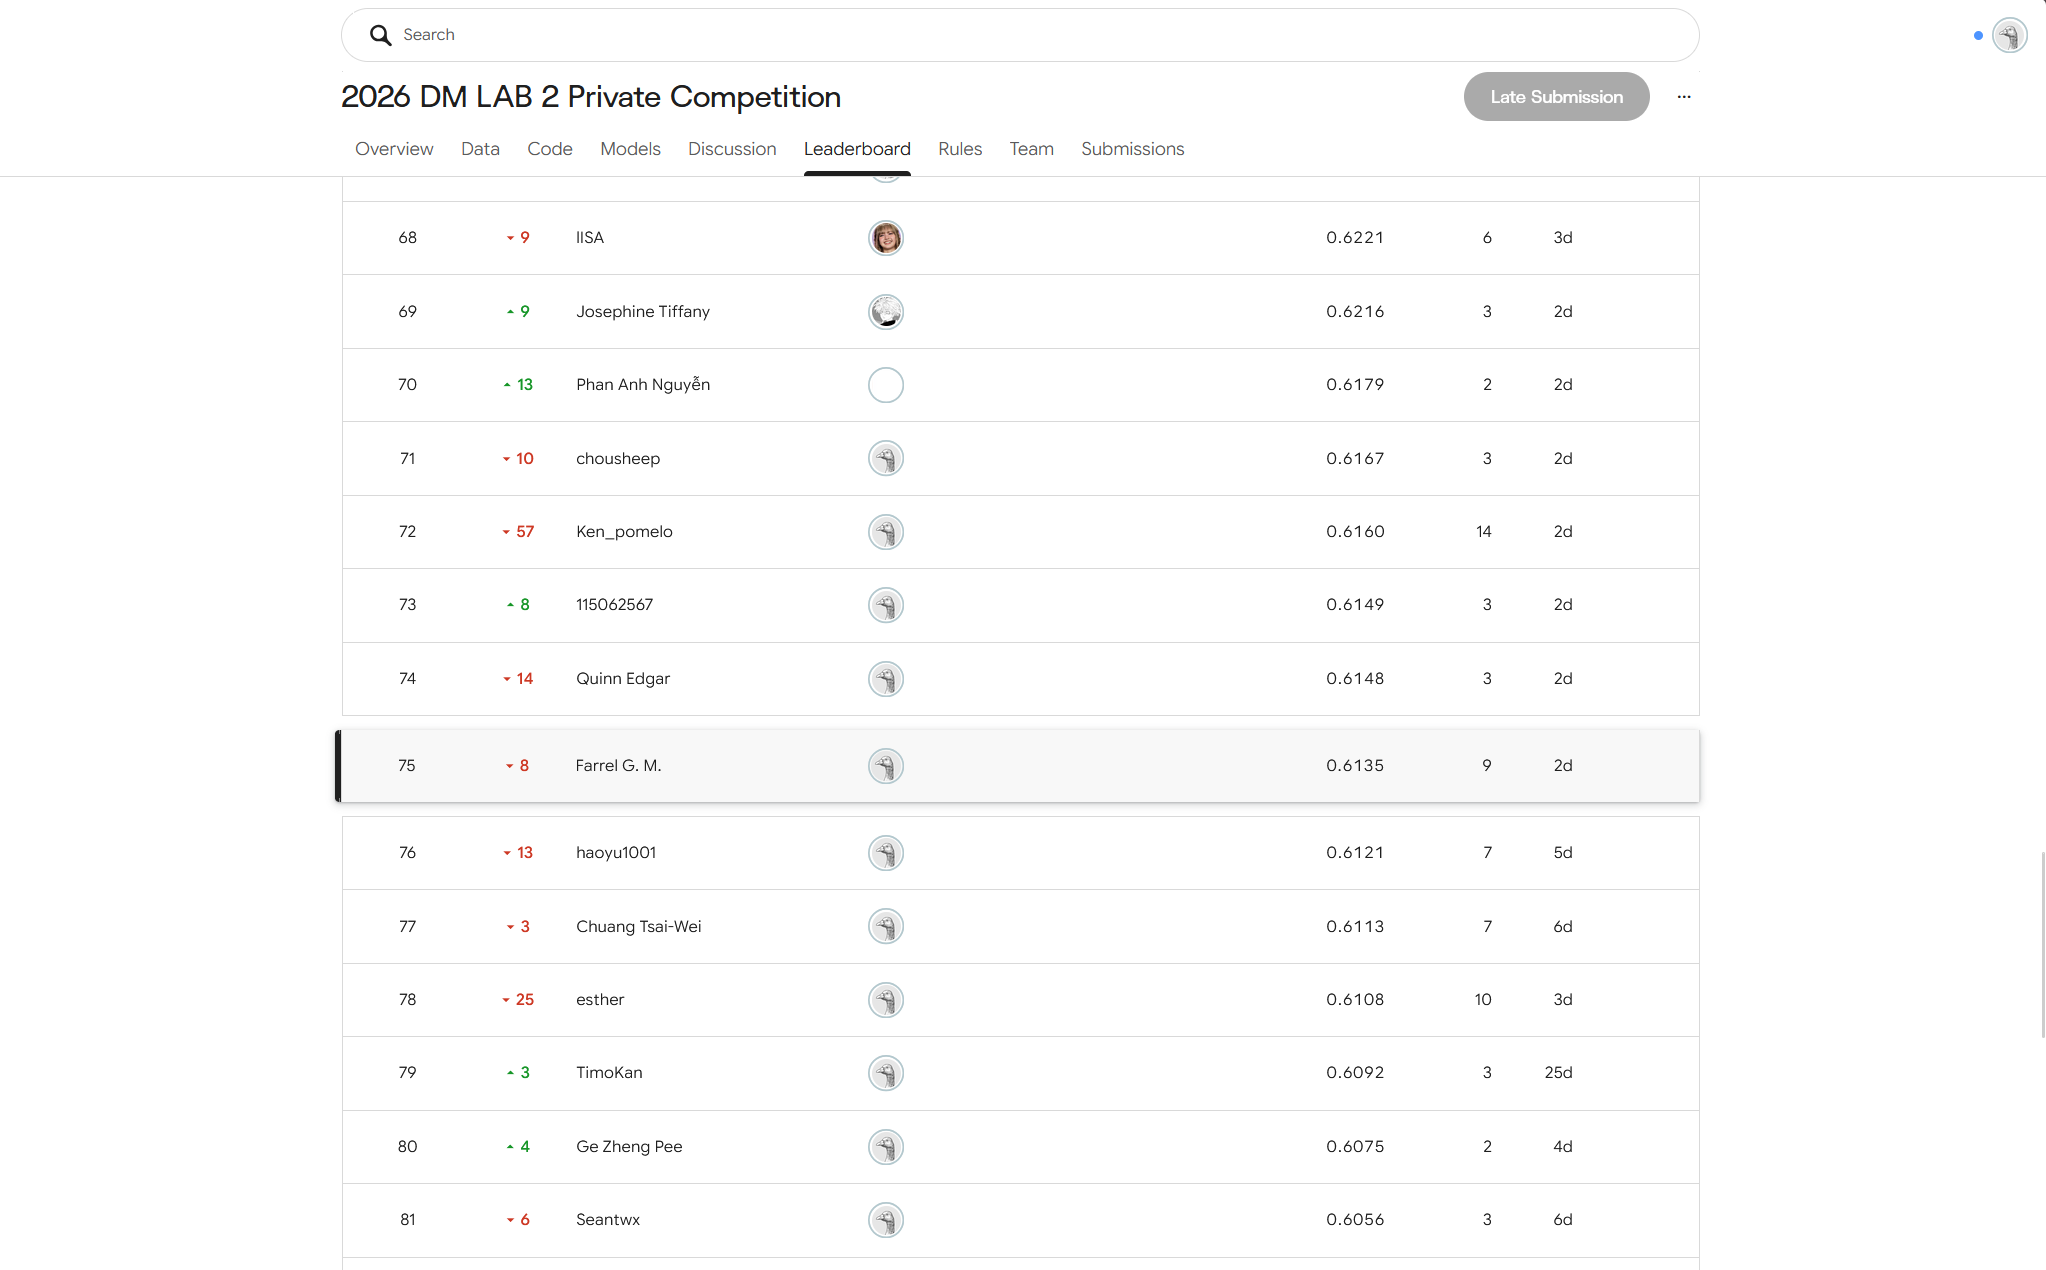 Search
2026 DM LAB 2 Private Competition
Late Submission
...
Overview Data Code Models Discussion Leaderboard Rules Team Submissions
68 9 IISA 0.6221 6 3d
69 9 Josephine Tiffany 0.6216 3 2d
70 13 Phan Anh Nguyễn 0.6179 2 2d
71 10 chousheep 0.6167 3 2d
72 57 Ken_pomelo 0.6160 14 2d
73 8 115062567 0.6149 3 2d
74 14 Quinn Edgar 0.6148 3 2d
75 8 Farrel G. M. 0.6135 9 2d
76 13 haoyu1001 0.6121 7 5d
77 3 Chuang Tsai-Wei 0.6113 7 6d
78 25 esther 0.6108 10 3d
79 3 TimoKan 0.6092 3 25d
80 4 Ge Zheng Pee 0.6075 2 4d
81 6 Seantwx 0.6056 3 6d